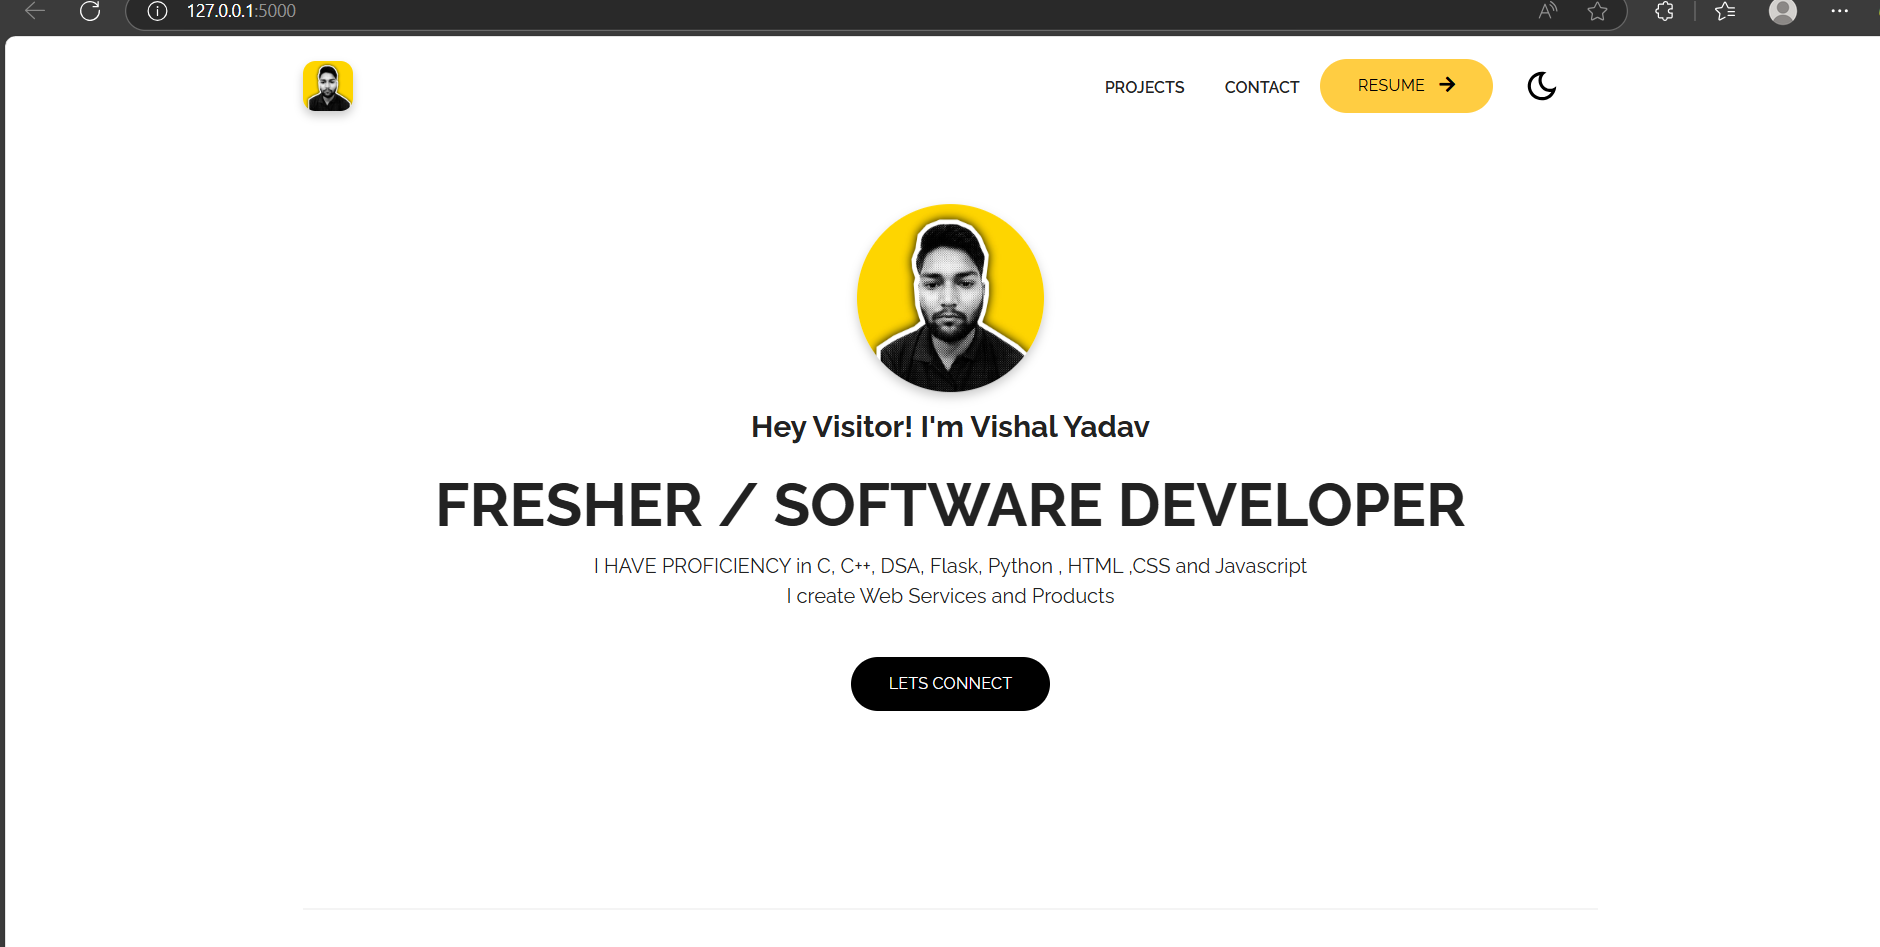 127.0.0.1:5000
PROJECTS
CONTACT
RESUME
Hey Visitor! I'm Vishal Yadav
FRESHER / SOFTWARE DEVELOPER
I HAVE PROFICIENCY in C, C++, DSA, Flask, Python , HTML ,CSS and Javascript
I create Web Services and Products
LETS CONNECT